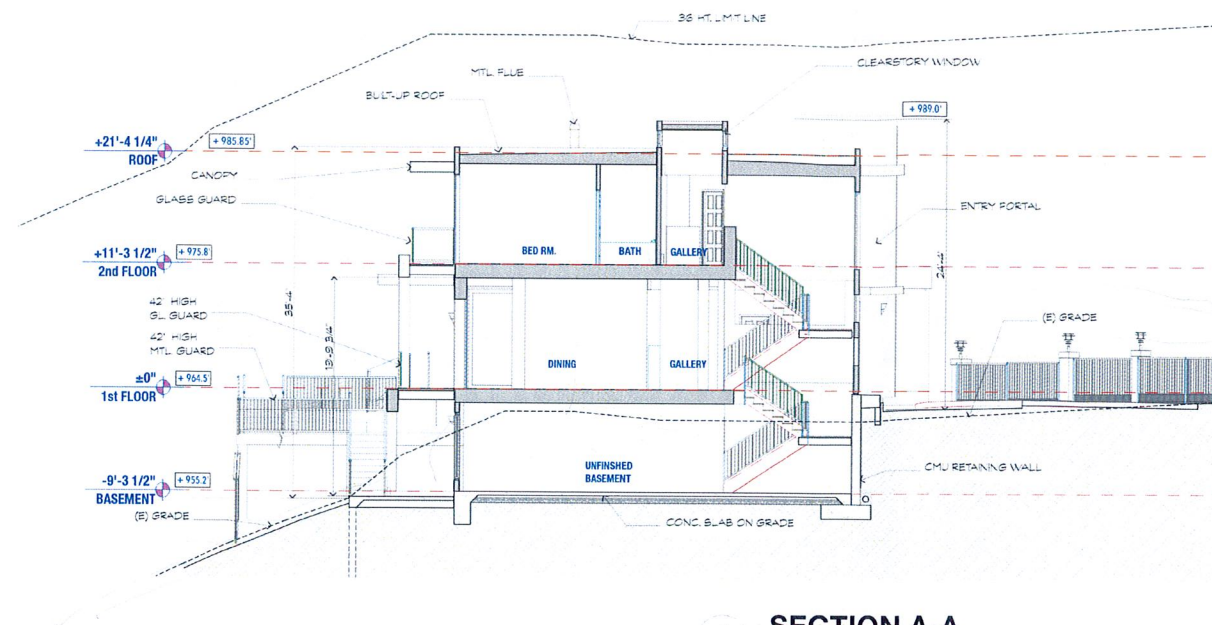 36' HT. LIMIT LINE
CLEARSTORY WINDOW
MTL. FLUE
BUILT-UP ROOF
+ 989.0'
+21'-4 1/4"
+ 985.85'
ROOF
CANOPY
GLASS GUARD
ENTRY PORTAL
+11'-3 1/2"
+ 975.8'
2nd FLOOR
BED RM.
BATH
GALLERY
42" HIGH
GL. GUARD
35'-4"
(E) GRADE
42" HIGH
MTL. GUARD
DINING
GALLERY
±0"
+ 964.5'
1st FLOOR
UNFINSHED
BASEMENT
CMU RETAINING WALL
-9'-3 1/2"
+ 955.2'
BASEMENT
(E) GRADE
CONC. SLAB ON GRADE
SECTION A-A